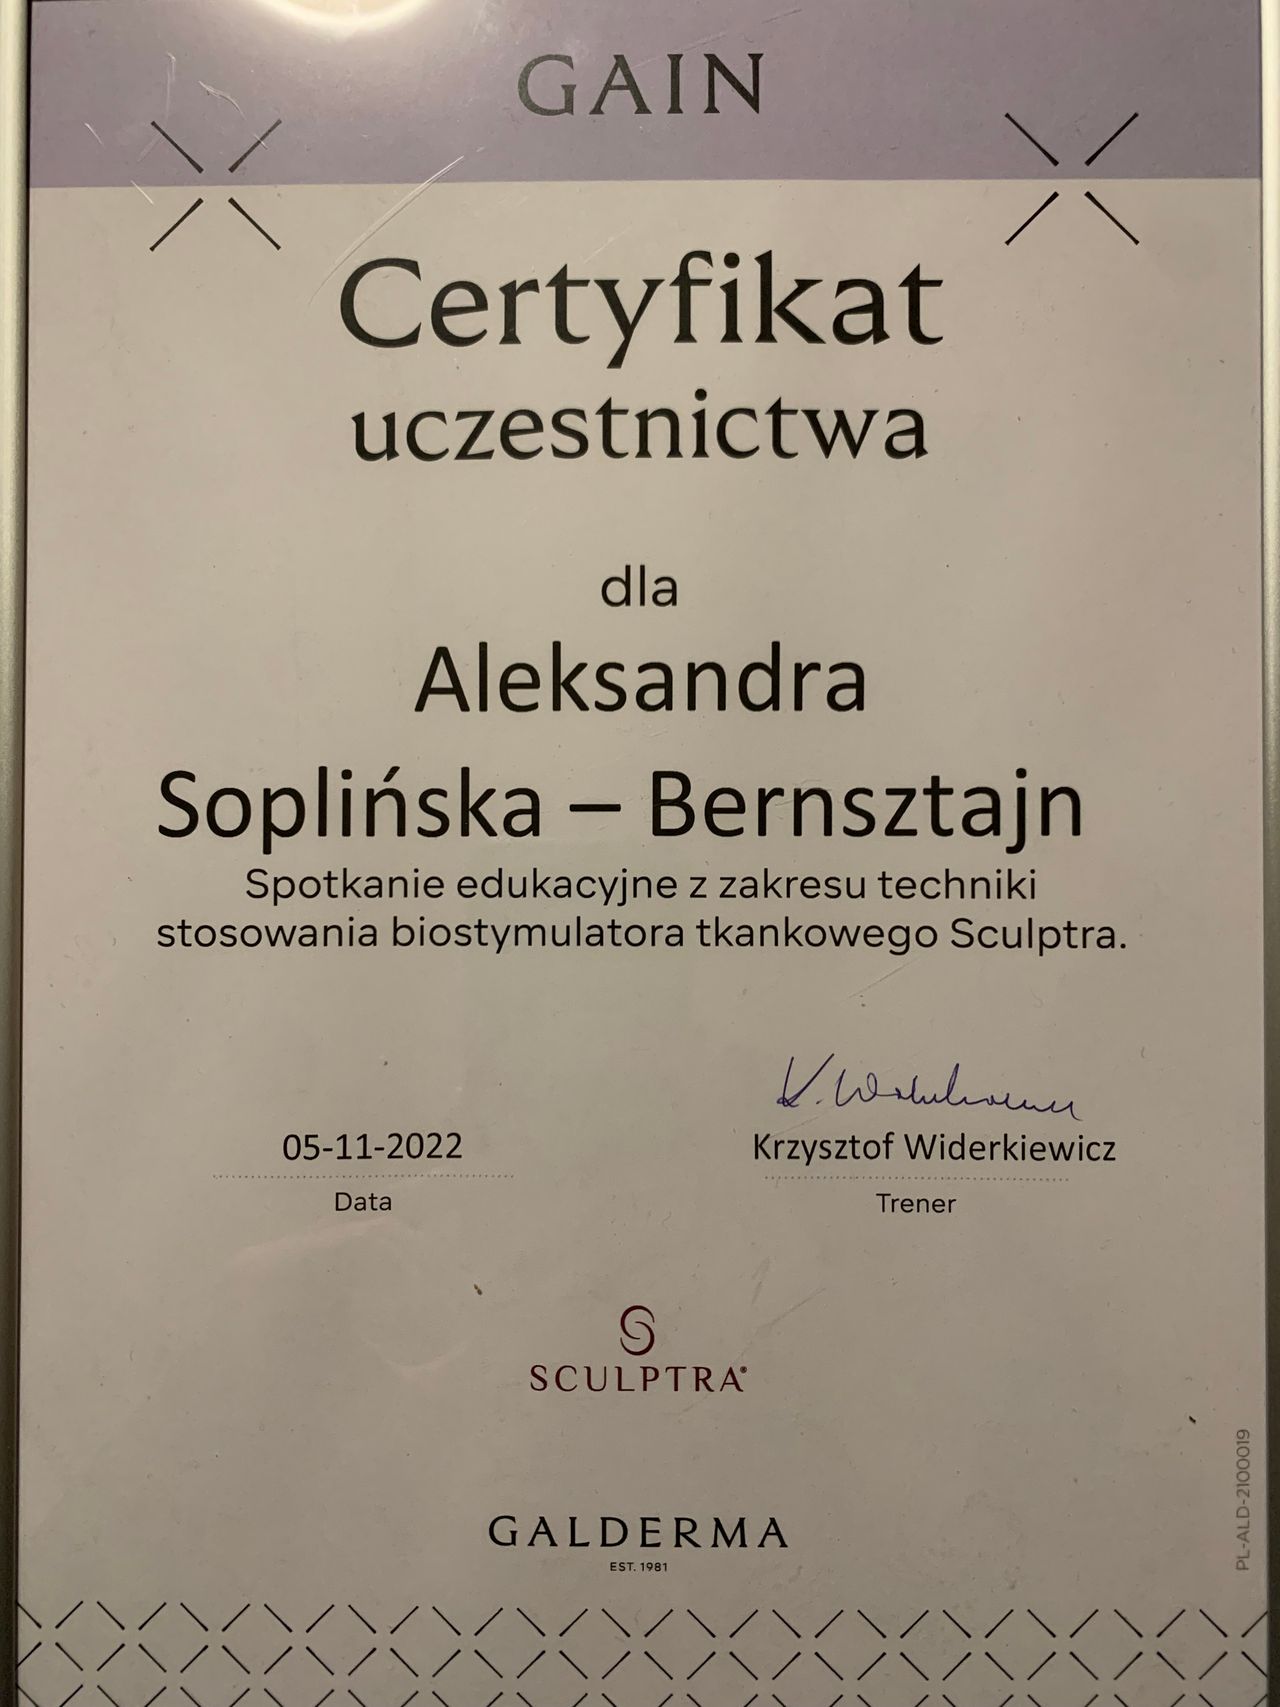 GAIN
Certyfikat
uczestnictwa
dla
Aleksandra
Soplińska – Bernsztajn
Spotkanie edukacyjne z zakresu techniki
stosowania biostymulatora tkankowego Sculptra.
05-11-2022
Data
Krzysztof Widerkiewicz
Trener
SCULPTRA®
GALDERMA
EST. 1981
PL-ALD-2100019